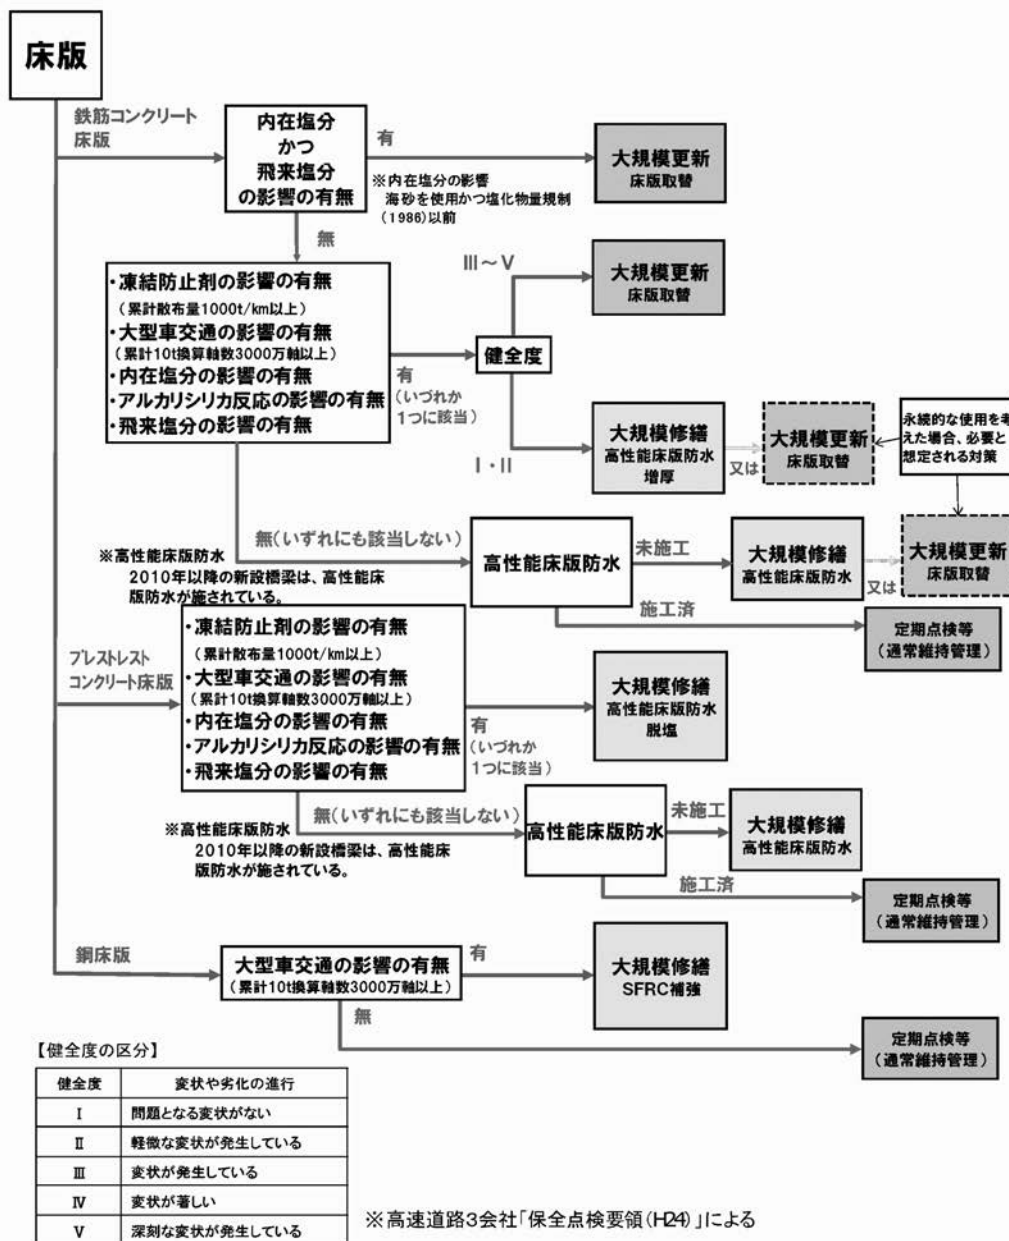 床版
鉄筋コンクリート
床版
内在塩分
かつ
飛来塩分
の影響の有無
有
※内在塩分の影響
海砂を使用かつ塩化物量規制
(1986)以前
大規模更新
床版取替
無
・凍結防止剤の影響の有無
(累計散布量1000t/km以上)
・大型車交通の影響の有無
(累計10t換算軸数3000万軸以上)
・内在塩分の影響の有無
・アルカリシリカ反応の影響の有無
・飛来塩分の影響の有無
有
(いづれか
1つに該当)
健全度
III～V
大規模更新
床版取替
I・II
大規模修繕
高性能床版防水
増厚
又は
大規模更新
床版取替
永続的な使用を考
えた場合、必要と
想定される対策
無(いずれにも該当しない)
※高性能床版防水
2010年以降の新設橋梁は、高性能床
版防水が施されている。
高性能床版防水
未施工
大規模修繕
高性能床版防水
又は
大規模更新
床版取替
施工済
定期点検等
(通常維持管理)
プレストレスト
コンクリート床版
・凍結防止剤の影響の有無
(累計散布量1000t/km以上)
・大型車交通の影響の有無
(累計10t換算軸数3000万軸以上)
・内在塩分の影響の有無
・アルカリシリカ反応の影響の有無
・飛来塩分の影響の有無
有
(いづれか
1つに該当)
大規模修繕
高性能床版防水
脱塩
無(いずれにも該当しない)
※高性能床版防水
2010年以降の新設橋梁は、高性能床
版防水が施されている。
高性能床版防水
未施工
大規模修繕
高性能床版防水
施工済
定期点検等
(通常維持管理)
鋼床版
大型車交通の影響の有無
(累計10t換算軸数3000万軸以上)
有
大規模修繕
SFRC補強
無
定期点検等
(通常維持管理)
【健全度の区分】
健全度 変状や劣化の進行
I 問題となる変状がない
II 軽微な変状が発生している
III 変状が発生している
IV 変状が著しい
V 深刻な変状が発生している
※高速道路3会社「保全点検要領(H24)」による